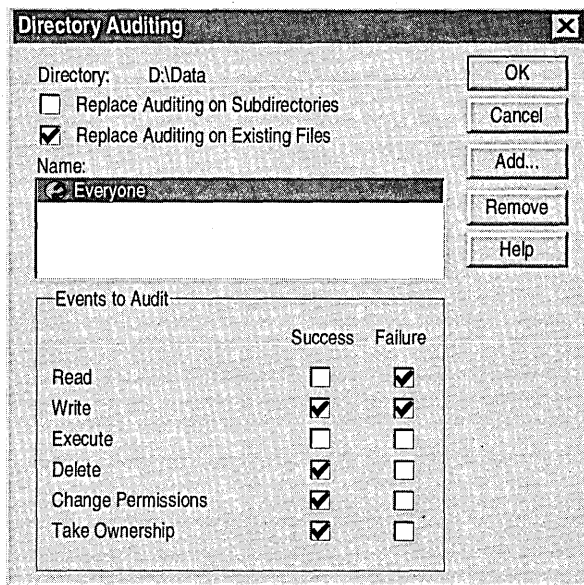 Directory Auditing
Directory: D:\Data
Replace Auditing on Subdirectories
Replace Auditing on Existing Files
Name:
Everyone
OK
Cancel
Add...
Remove
Help
Events to Audit
Success Failure
Read
Write
Execute
Delete
Change Permissions
Take Ownership